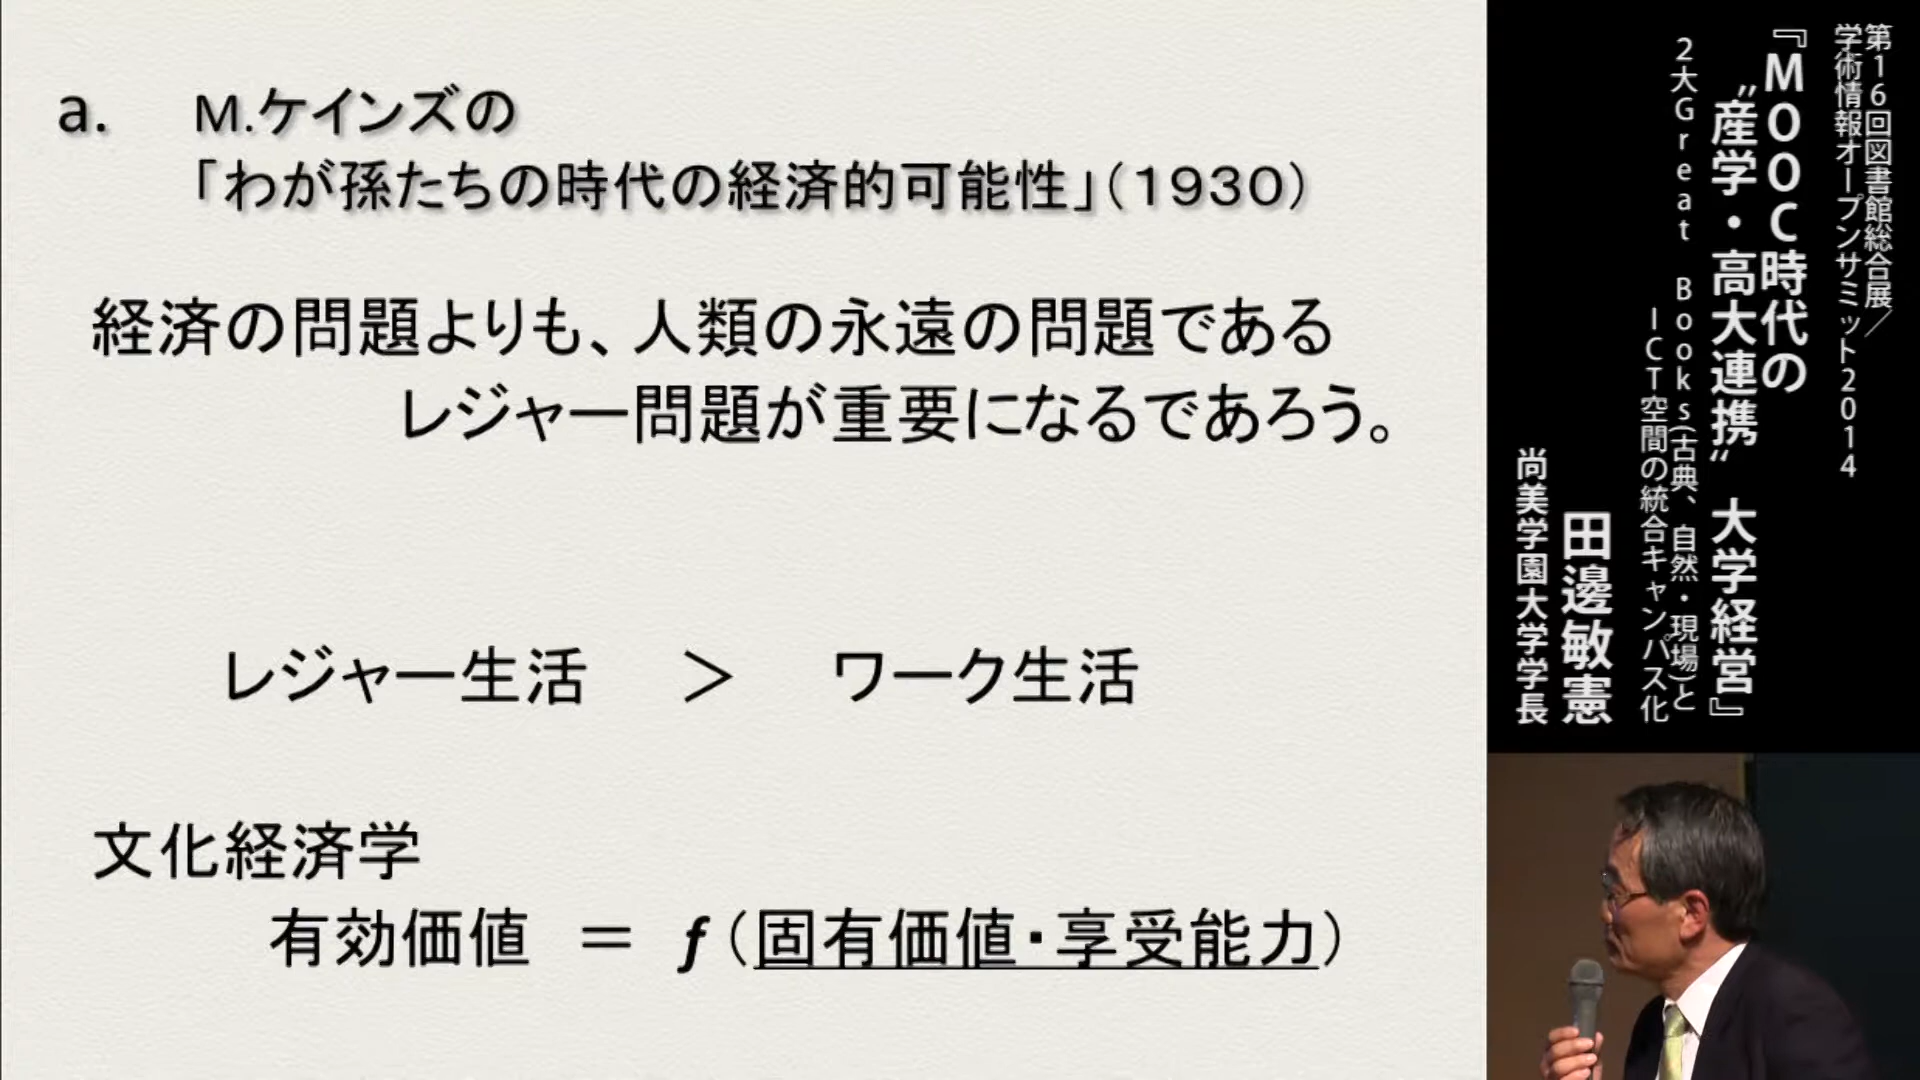 a.　M.ケインズの
「わが孫たちの時代の経済的可能性」（1930）
経済の問題よりも、人類の永遠の問題である
レジャー問題が重要になるであろう。
レジャー生活　＞　ワーク生活
文化経済学
有効価値　＝　f（固有価値・享受能力）
第16回図書館総合展／
学術情報オープンサミット2014
『MOOC時代の
〝産学・高大連携〟 大学経営』
2大Great Books(古典、自然・現場)と
ICT空間の統合キャンパス化
田邊敏憲
尚美学園大学学長